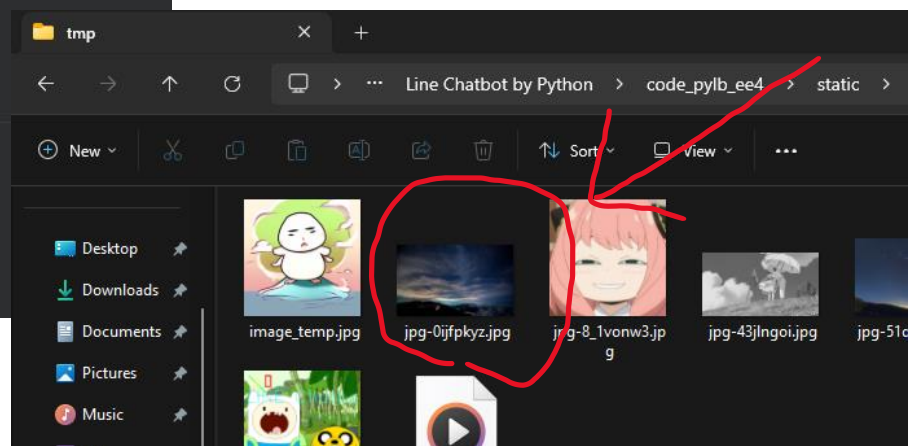 tmp
Line Chatbot by Python > code_pylb_ee4 > static >
New
Sort
View
Desktop
Downloads
Documents
Pictures
Music
image_temp.jpg
jpg-0ijfpkyz.jpg
jpg-8_1vonw3.jp
g
jpg-43jlngoi.jpg